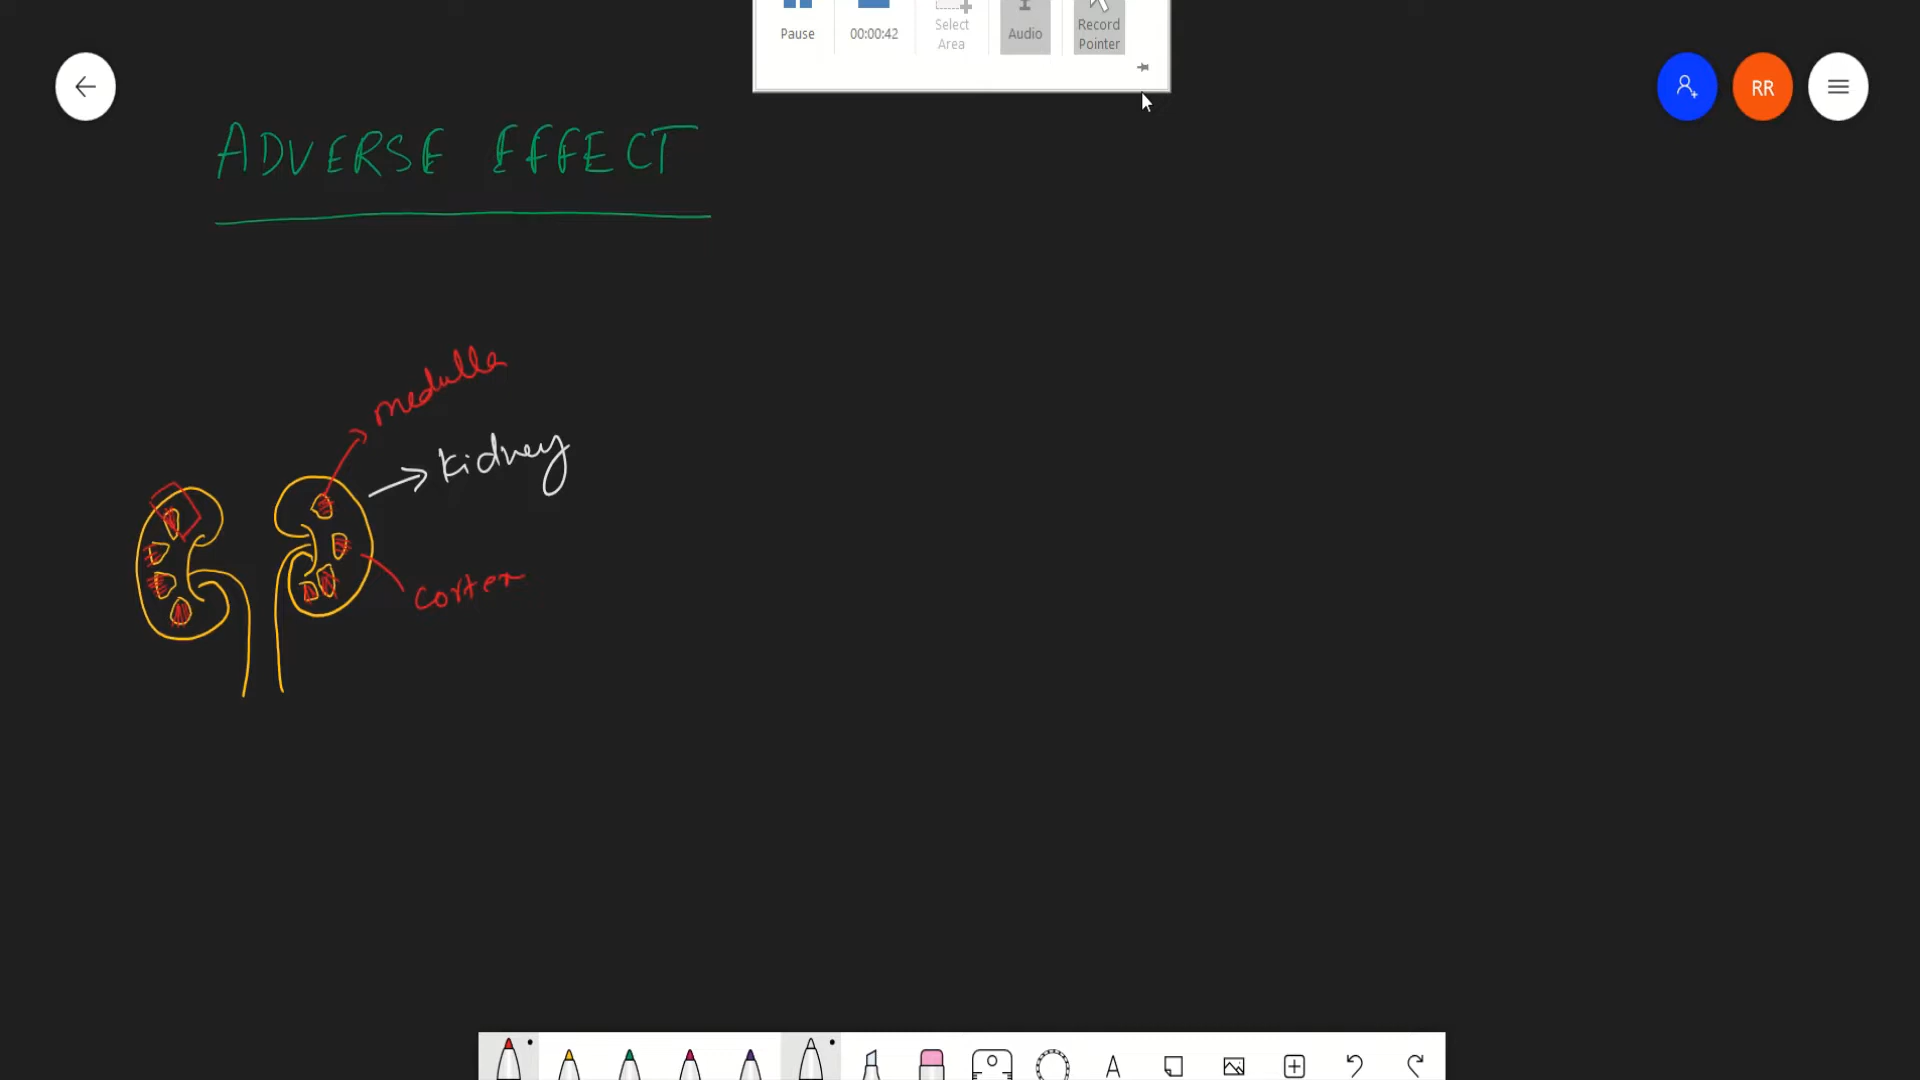 Pause
00:00:42
Select
Area
Audio
Record
Pointer
RR
ADVERSE EFFECT
medulla
Kidney
cortex
A